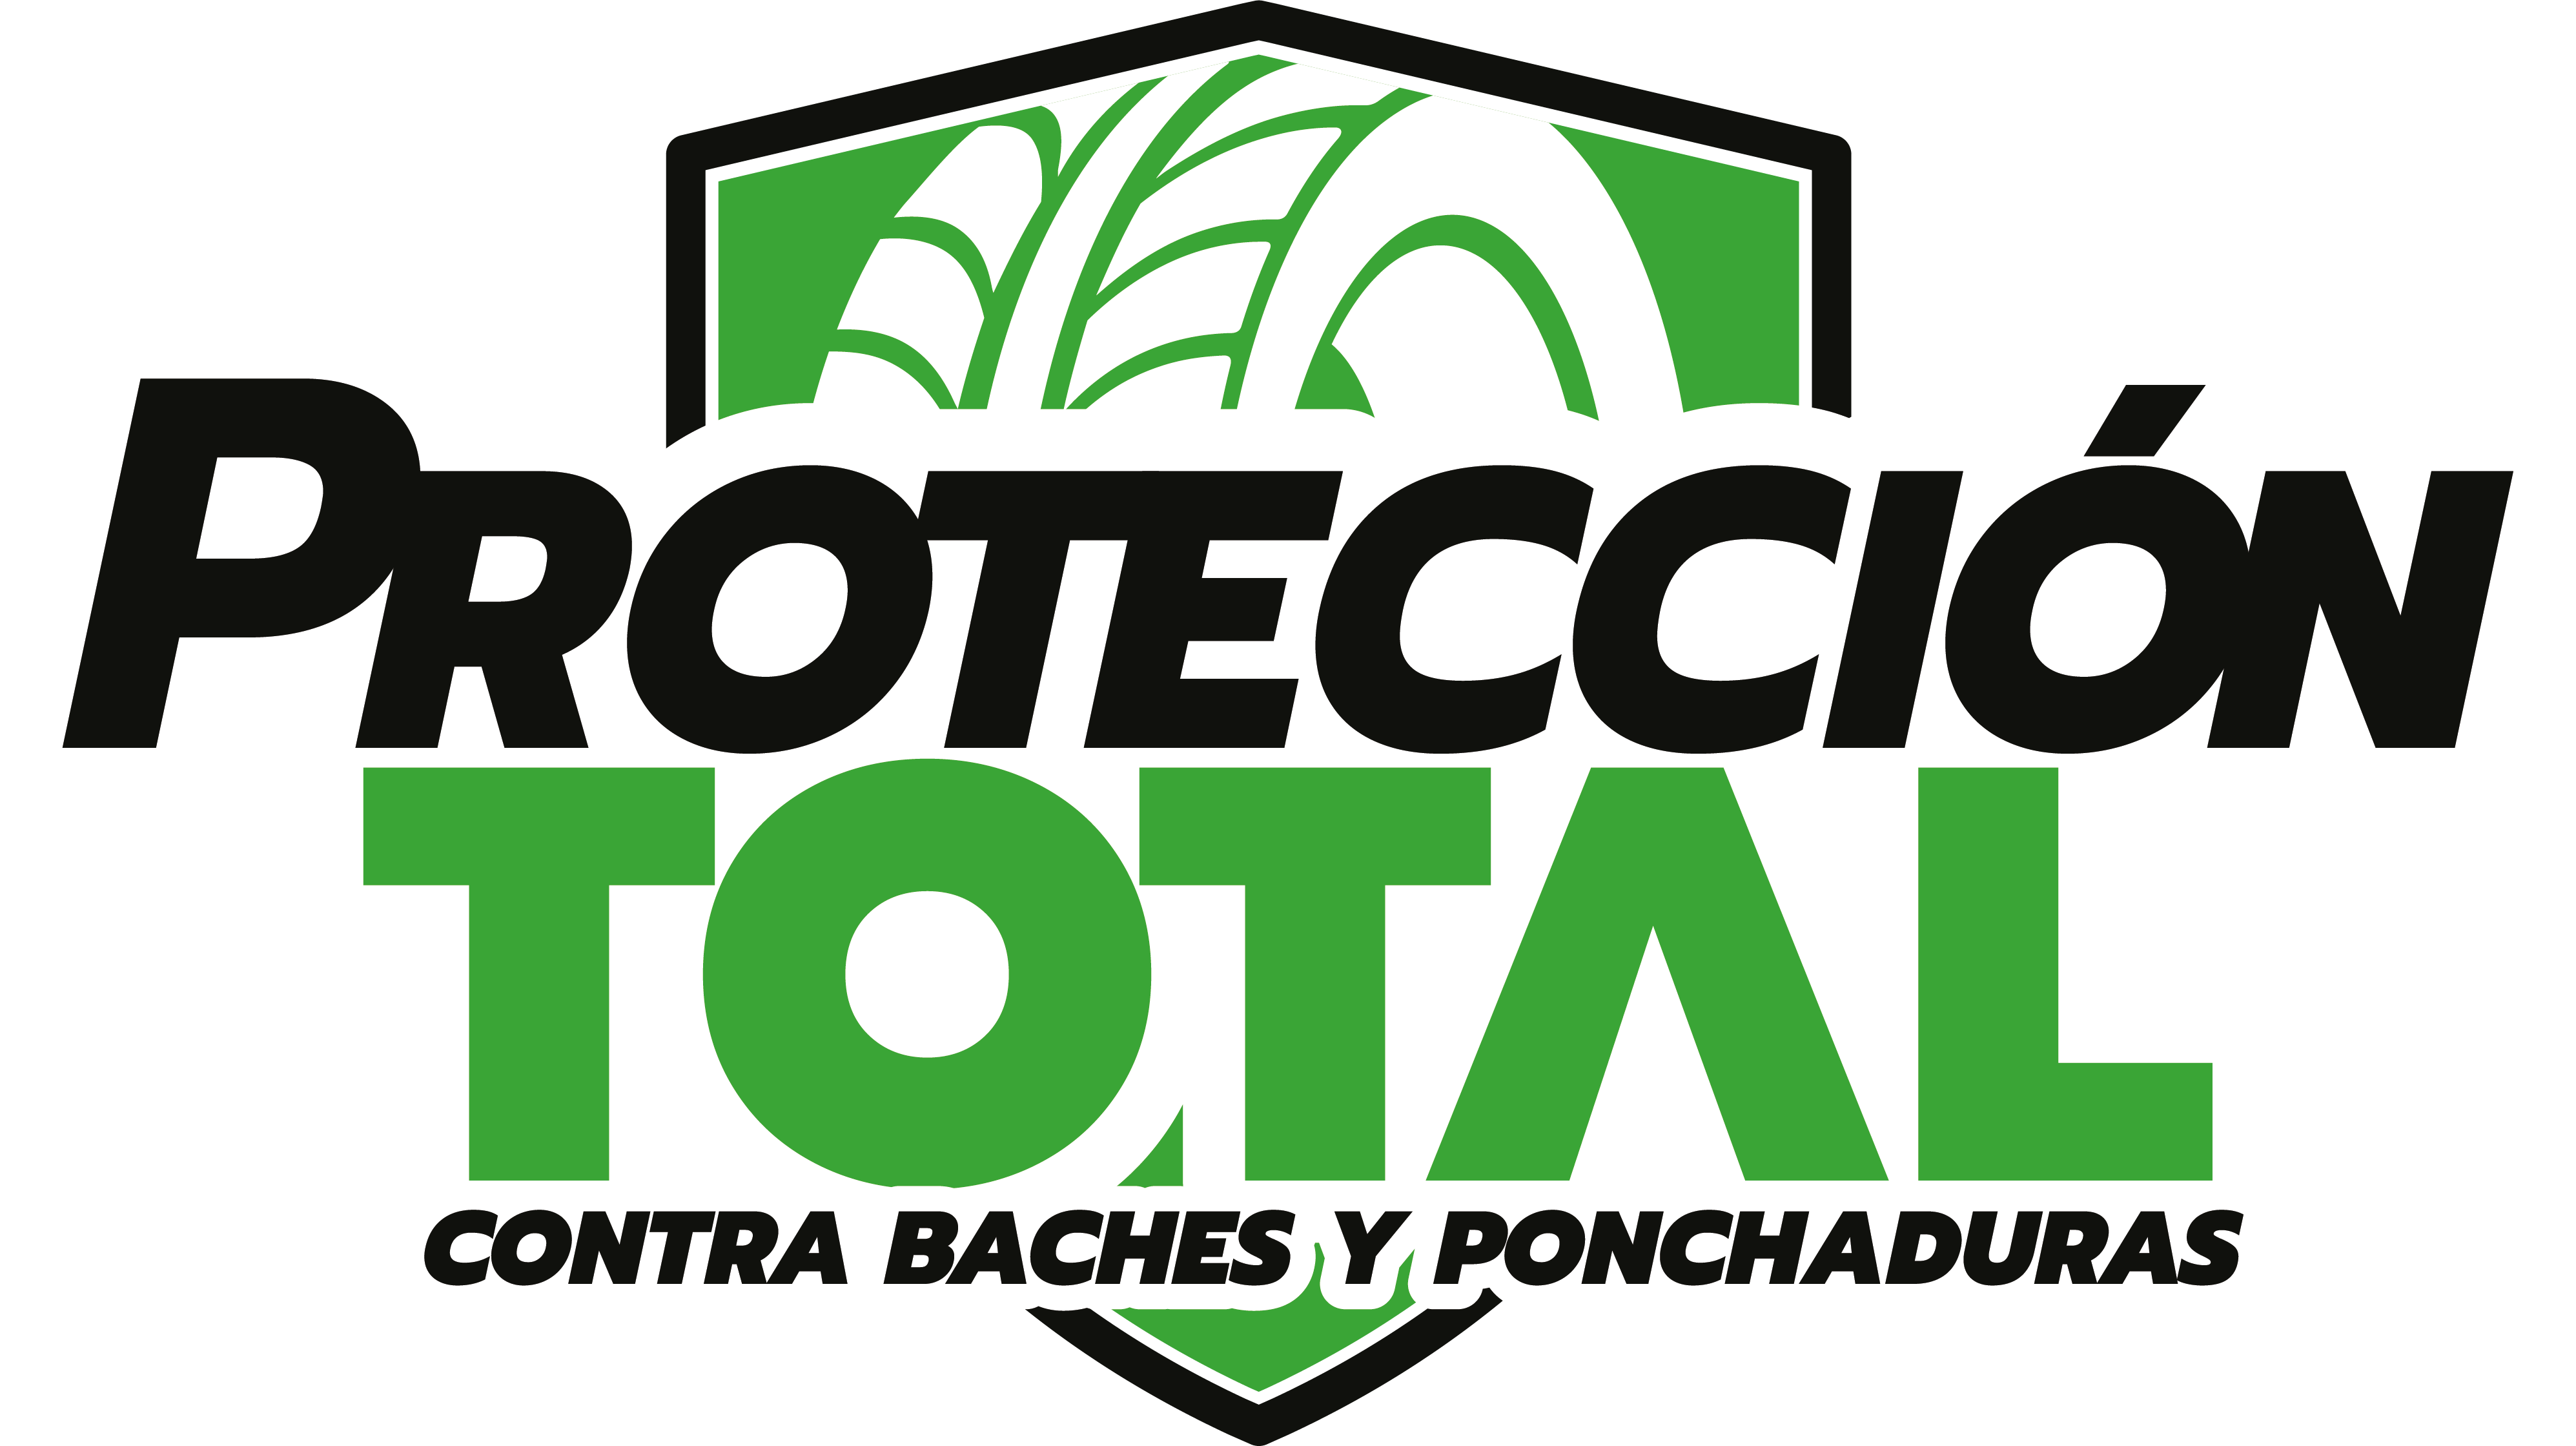 PROTECCIÓN
TOTAL
CONTRA BACHES Y PONCHADURAS